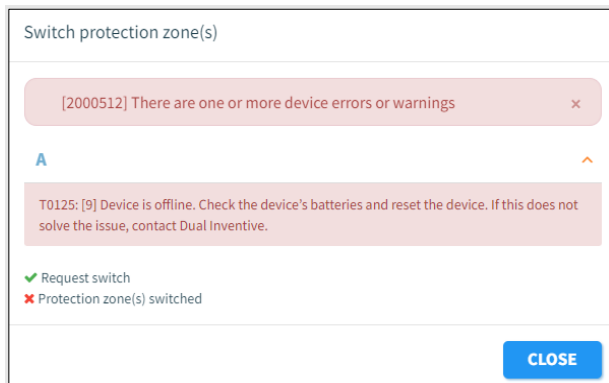 Switch protection zone(s)
[2000512] There are one or more device errors or warnings ×
A
T0125: [9] Device is offline. Check the device's batteries and reset the device. If this does not
solve the issue, contact Dual Inventive.
Request switch
Protection zone(s) switched
CLOSE